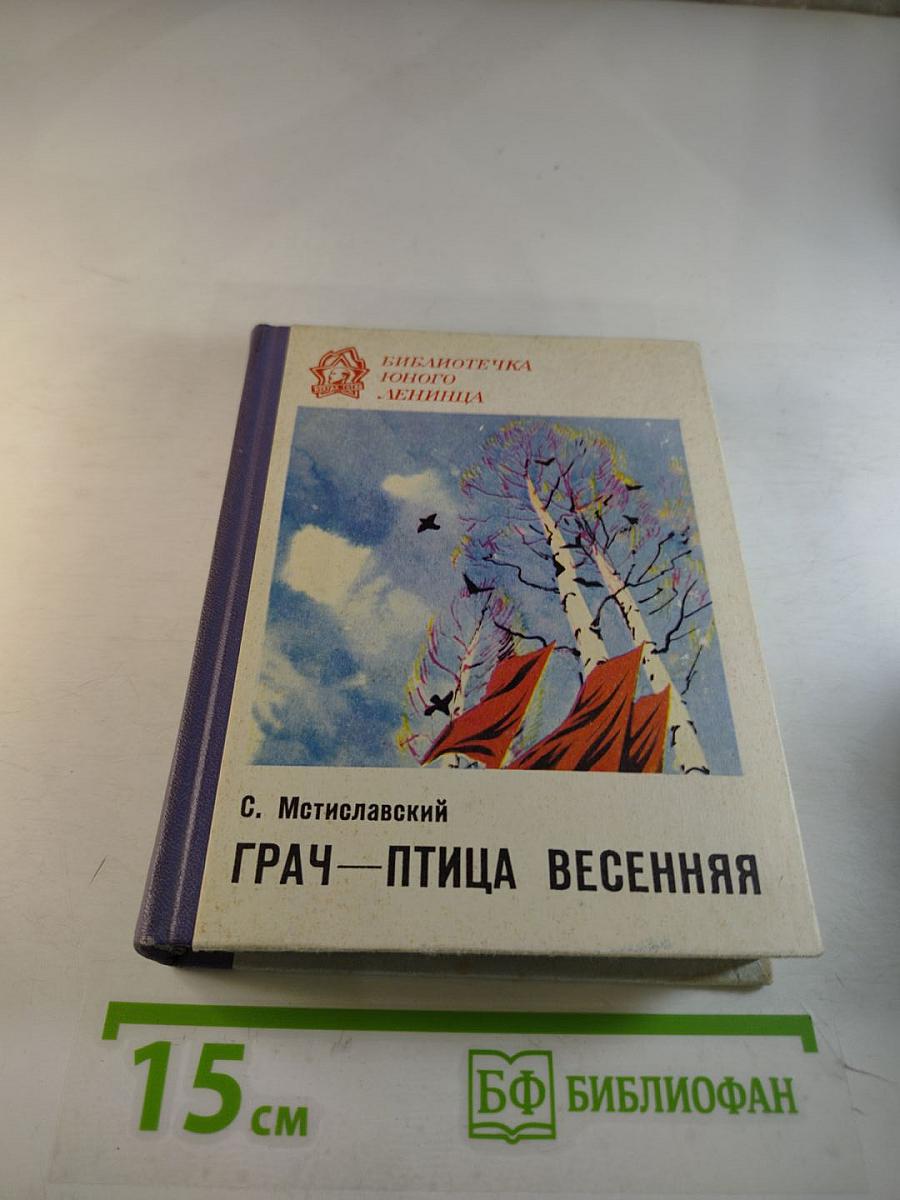 БИБЛИОТЕЧКА
ЮНОГО
ЛЕНИНЦА
С. Мстиславский
ГРАЧ—ПТИЦА ВЕСЕННЯЯ
15 см
БФ БИБЛИОФАН